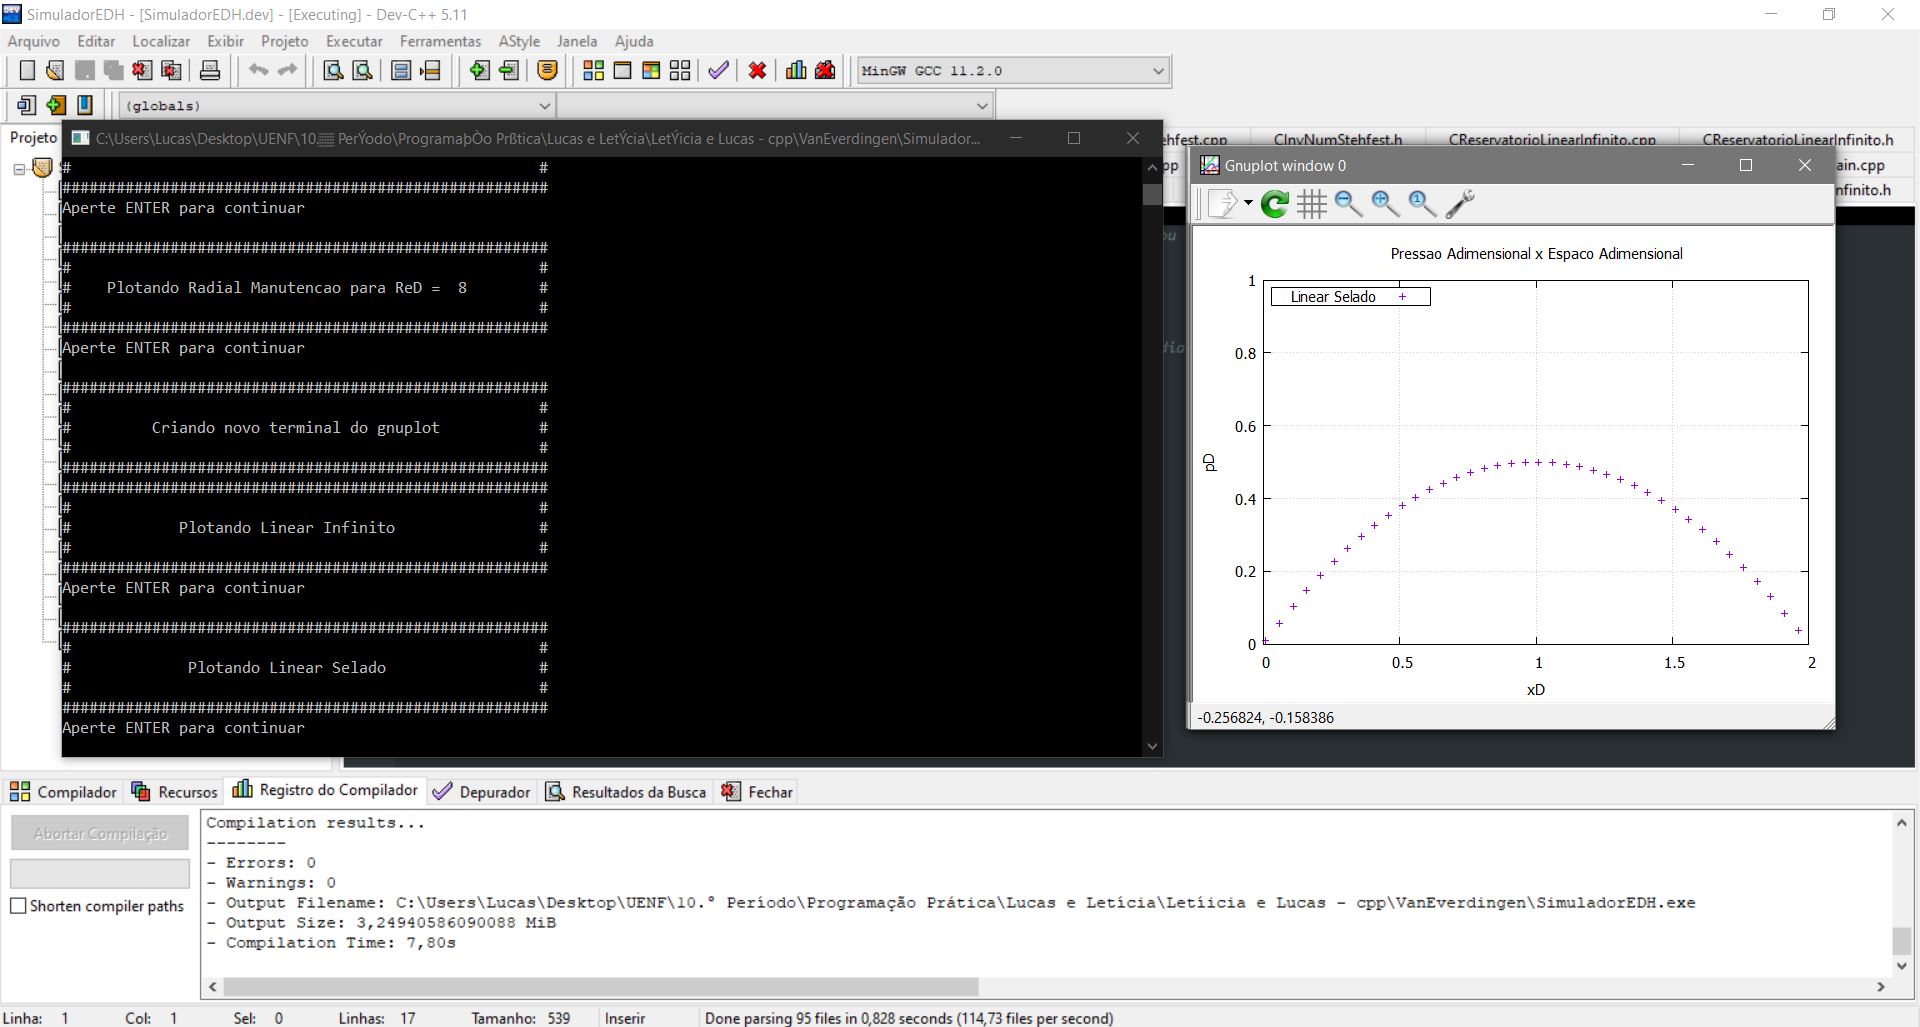 SimuladorEDH - [SimuladorEDH.dev] - [Executing] - Dev-C++ 5.11
Arquivo Editar Localizar Exibir Projeto Executar Ferramentas AStyle Janela Ajuda
MinGW GCC 11.2.0
(globals)
Projeto
C:\Users\Lucas\Desktop\UENF\10.▒ PerÝodo\ProgramaþÒo Prßtica\Lucas e LetÝcia\LetÝicia e Lucas - cpp\VanEverdingen\Simulador...
hfest.cpp CInvNumStehfest.h CReservatorioLinearInfinito.cpp CReservatorioLinearInfinito.h
pp
ain.cpp
nfinito.h
ou
dia
# #
######################################################
Aperte ENTER para continuar
######################################################
# #
# Plotando Radial Manutencao para ReD = 8 #
# #
######################################################
Aperte ENTER para continuar
######################################################
# #
# Criando novo terminal do gnuplot #
# #
######################################################
######################################################
# #
# Plotando Linear Infinito #
# #
######################################################
Aperte ENTER para continuar
######################################################
# #
# Plotando Linear Selado #
# #
######################################################
Aperte ENTER para continuar
Gnuplot window 0
Pressao Adimensional x Espaco Adimensional
Linear Selado
1
0.8
0.6
0.4
0.2
0
pD
0 0.5 1 1.5 2
xD
-0.256824, -0.158386
Compilador Recursos Registro do Compilador Depurador Resultados da Busca Fechar
Abortar Compilação
Shorten compiler paths
Compilation results...
--------
- Errors: 0
- Warnings: 0
- Output Filename: C:\Users\Lucas\Desktop\UENF\10.° Período\Programação Prática\Lucas e Letícia\Letíicia e Lucas - cpp\VanEverdingen\SimuladorEDH.exe
- Output Size: 3,24940586090088 MiB
- Compilation Time: 7,80s
Linha: 1 Col: 1 Sel: 0 Linhas: 17 Tamanho: 539 Inserir Done parsing 95 files in 0,828 seconds (114,73 files per second)